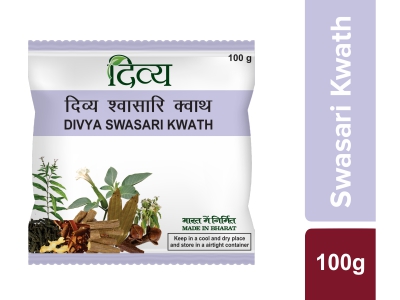 100 g
दिव्य
दिव्य श्वासारि क्वाथ
DIVYA SWASARI KWATH
भारत में निर्मित
MADE IN BHARAT
Keep in a cool and dry place
and store in a airtight container
Swasari Kwath
100g